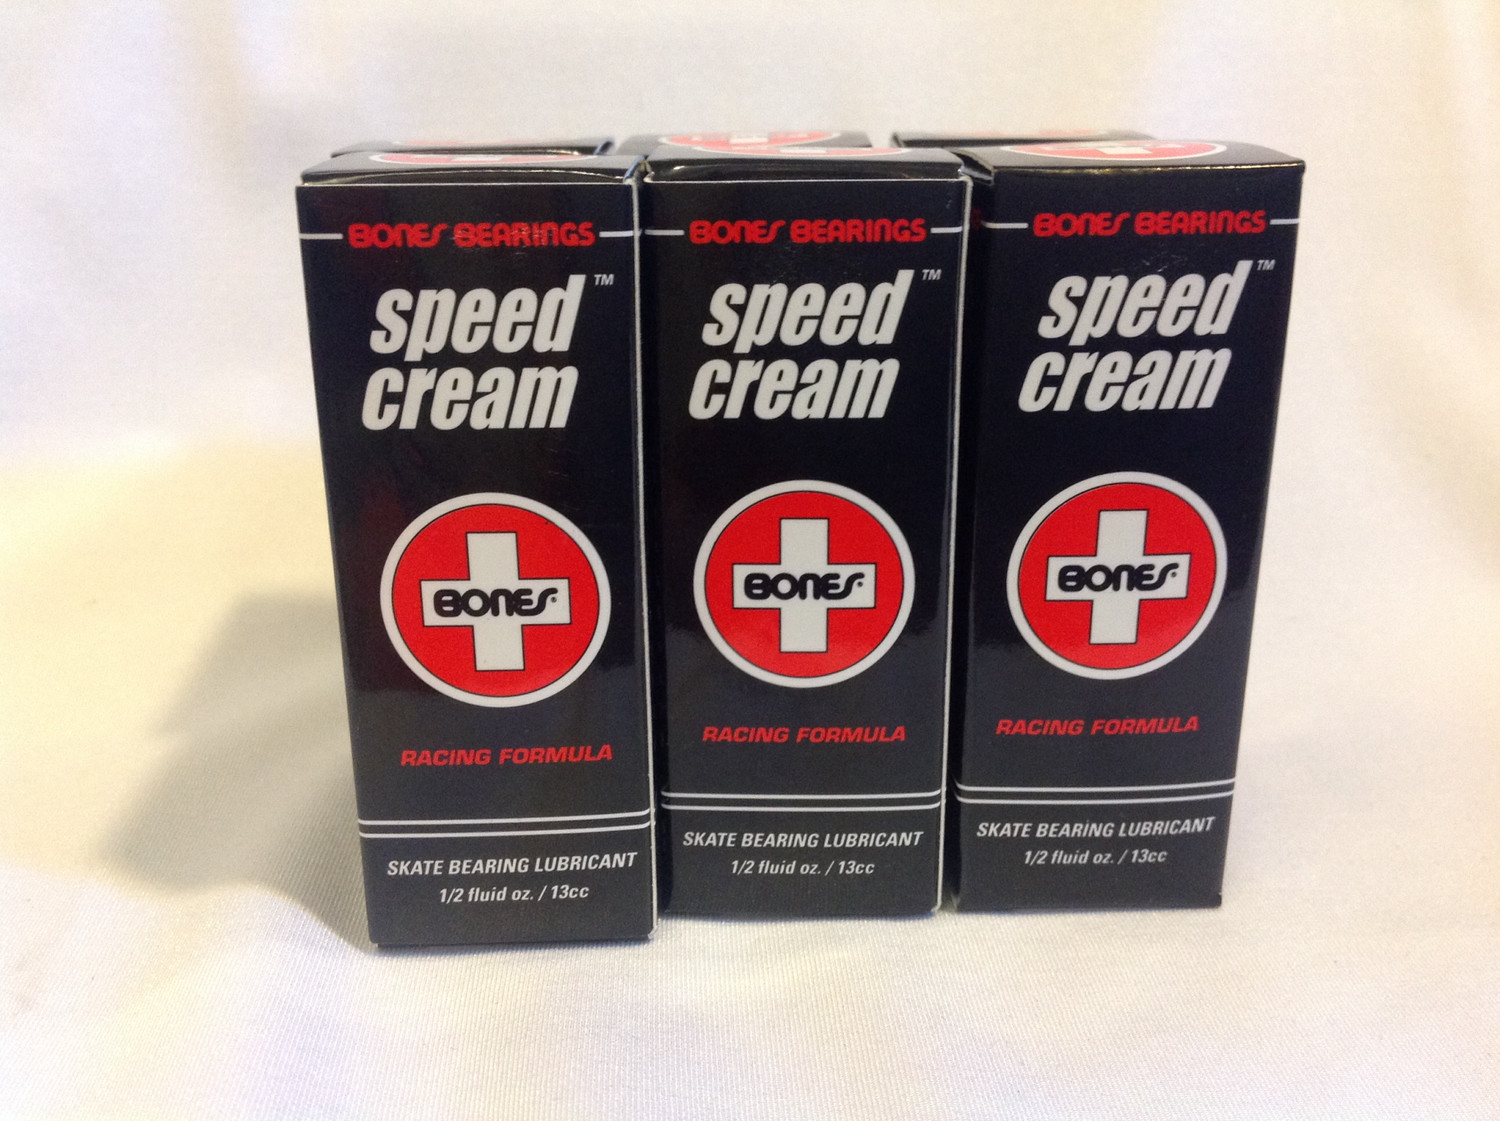 BONES BEARINGS
speed™
cream
BONES®
RACING FORMULA
SKATE BEARING LUBRICANT
1/2 fluid oz. / 13cc
BONES BEARINGS
speed™
cream
BONES®
RACING FORMULA
SKATE BEARING LUBRICANT
1/2 fluid oz. / 13cc
BONES BEARINGS
speed™
cream
BONES®
RACING FORMULA
SKATE BEARING LUBRICANT
1/2 fluid oz. / 13cc